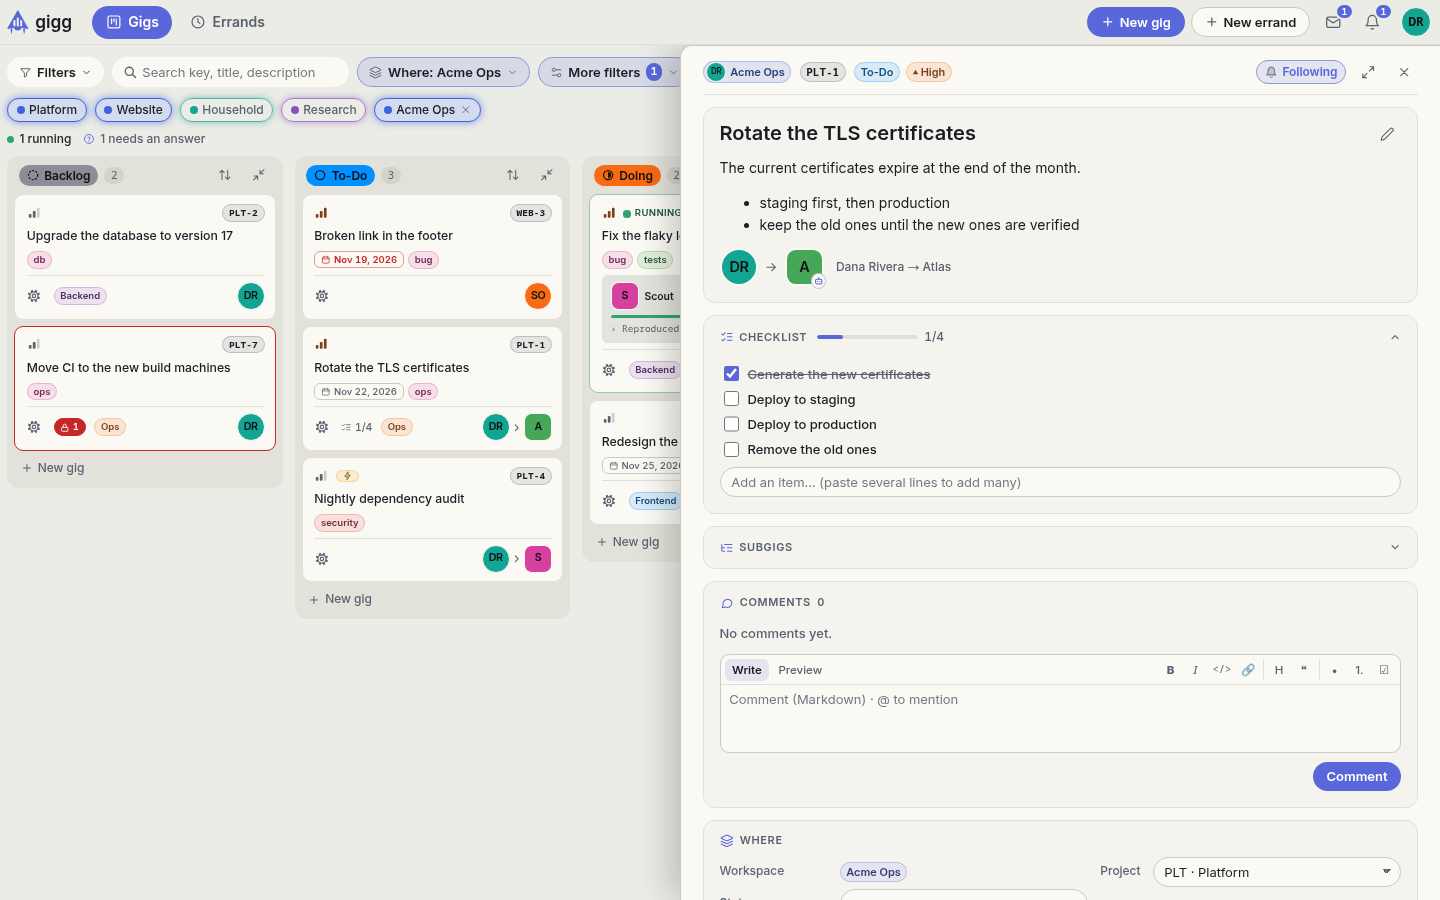 gigg
Gigs
Errands
+ New gig
+ New errand
1
1
DR
Filters
Search key, title, description
Where: Acme Ops
More filters 1
Platform
Website
Household
Research
Acme Ops
1 running
1 needs an answer
Backlog 2
PLT-2
Upgrade the database to version 17
db
Backend
DR
PLT-7
Move CI to the new build machines
ops
1
Ops
DR
+ New gig
To-Do 3
WEB-3
Broken link in the footer
Nov 19, 2026
bug
SO
PLT-1
Rotate the TLS certificates
Nov 22, 2026
ops
1/4
Ops
DR > A
PLT-4
Nightly dependency audit
security
DR > S
+ New gig
Doing 2
RUNNING
Fix the flaky
bug
tests
S Scout
› Reproduced
Backend
Redesign the
Nov 25, 2026
Frontend
+ New gig
DR Acme Ops
PLT-1
To-Do
High
Following
Rotate the TLS certificates
The current certificates expire at the end of the month.
• staging first, then production
• keep the old ones until the new ones are verified
DR → A Dana Rivera → Atlas
CHECKLIST 1/4
Generate the new certificates
Deploy to staging
Deploy to production
Remove the old ones
Add an item... (paste several lines to add many)
SUBGIGS
COMMENTS 0
No comments yet.
Write Preview B I </> H ❝ • 1.
Comment (Markdown) · @ to mention
Comment
WHERE
Workspace Acme Ops Project PLT · Platform